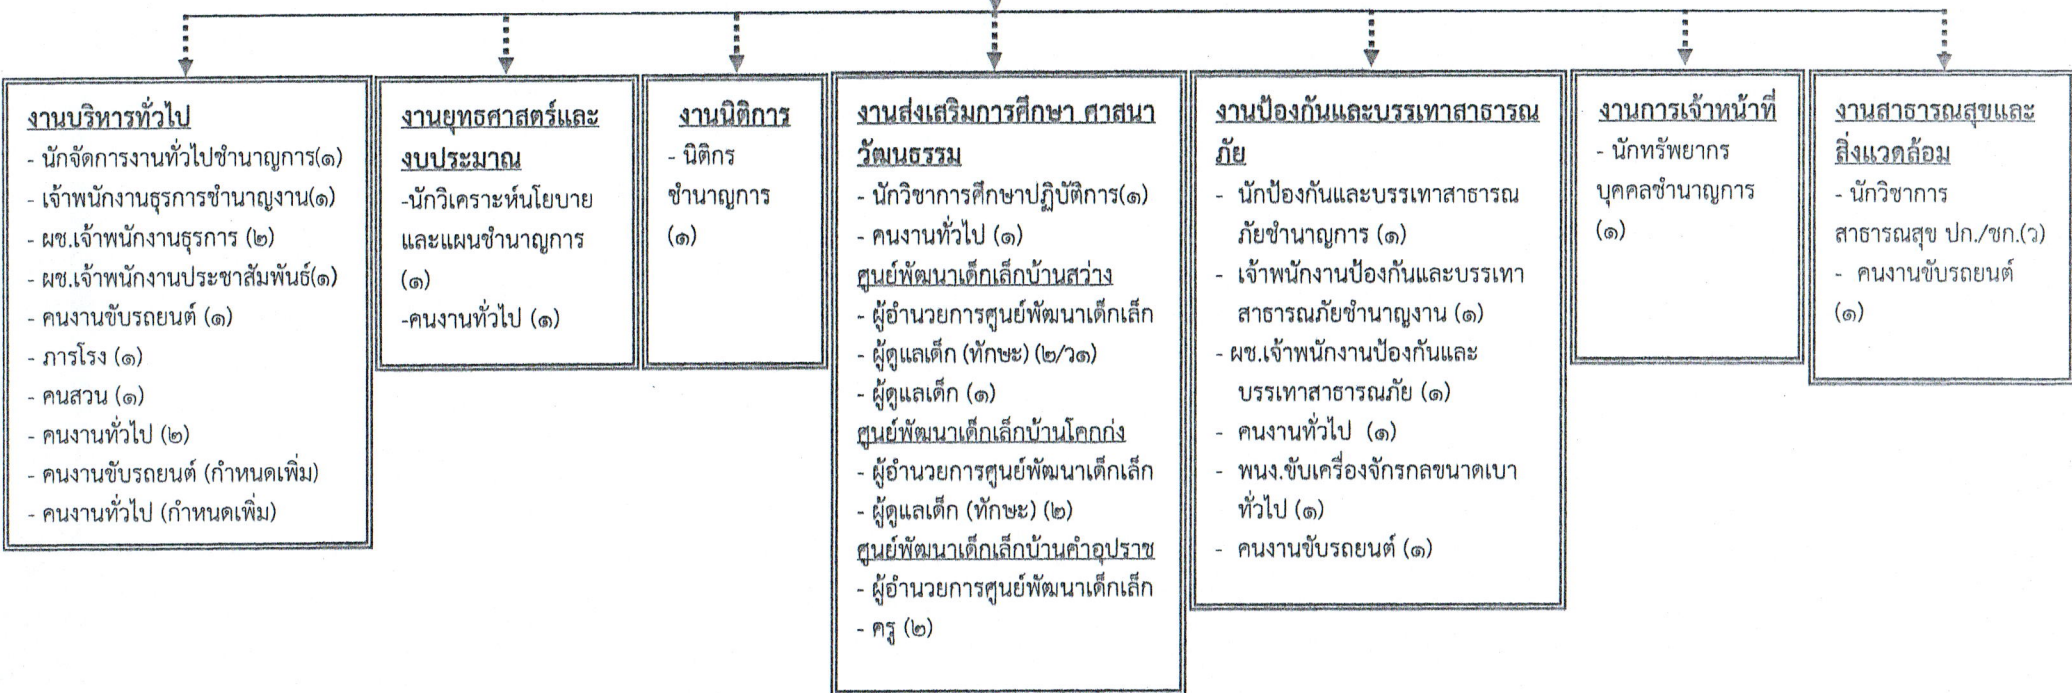 งานบริหารทั่วไป
- นักจัดการงานทั่วไปชำนาญการ(๑)
- เจ้าพนักงานธุรการชำนาญงาน(๑)
- ผช.เจ้าพนักงานธุรการ (๒)
- ผช.เจ้าพนักงานประชาสัมพันธ์(๑)
- คนงานขับรถยนต์ (๑)
- ภารโรง (๑)
- คนสวน (๑)
- คนงานทั่วไป (๒)
- คนงานขับรถยนต์ (กำหนดเพิ่ม)
- คนงานทั่วไป (กำหนดเพิ่ม)
งานยุทธศาสตร์และ
งบประมาณ
-นักวิเคราะห์นโยบาย
และแผนชำนาญการ
(๑)
-คนงานทั่วไป (๑)
งานนิติการ
- นิติกร
ชำนาญการ
(๑)
งานส่งเสริมการศึกษา ศาสนา
วัฒนธรรม
- นักวิชาการศึกษาปฏิบัติการ(๑)
- คนงานทั่วไป (๑)
ศูนย์พัฒนาเด็กเล็กบ้านสว่าง
- ผู้อำนวยการศูนย์พัฒนาเด็กเล็ก
- ผู้ดูแลเด็ก (ทักษะ) (๒/ว๑)
- ผู้ดูแลเด็ก (๑)
ศูนย์พัฒนาเด็กเล็กบ้านโคกก่ง
- ผู้อำนวยการศูนย์พัฒนาเด็กเล็ก
- ผู้ดูแลเด็ก (ทักษะ) (๒)
ศูนย์พัฒนาเด็กเล็กบ้านคำอุปราช
- ผู้อำนวยการศูนย์พัฒนาเด็กเล็ก
- ครู (๒)
งานป้องกันและบรรเทาสาธารณ
ภัย
- นักป้องกันและบรรเทาสาธารณ
ภัยชำนาญการ (๑)
- เจ้าพนักงานป้องกันและบรรเทา
สาธารณภัยชำนาญงาน (๑)
- ผช.เจ้าพนักงานป้องกันและ
บรรเทาสาธารณภัย (๑)
- คนงานทั่วไป (๑)
- พนง.ขับเครื่องจักรกลขนาดเบา
ทั่วไป (๑)
- คนงานขับรถยนต์ (๑)
งานการเจ้าหน้าที่
- นักทรัพยากร
บุคคลชำนาญการ
(๑)
งานสาธารณสุขและ
สิ่งแวดล้อม
- นักวิชาการ
สาธารณสุข ปก./ชก.(ว)
- คนงานขับรถยนต์
(๑)